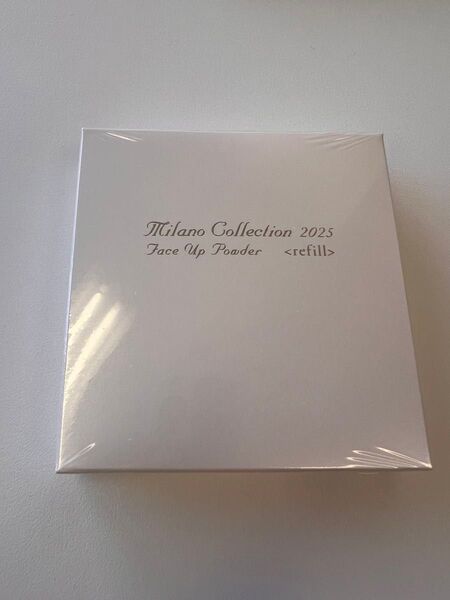 Milano Collection 2025
Face Up Powder <refill>